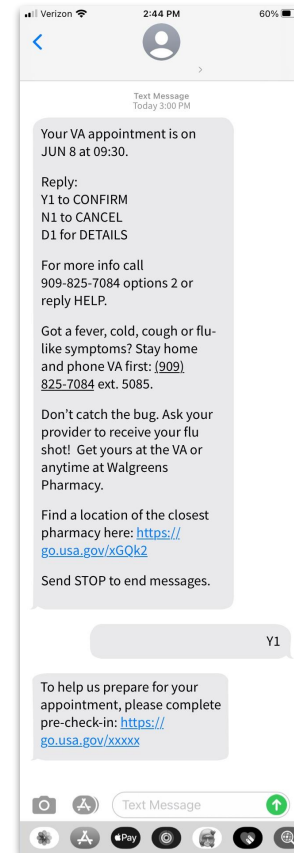 Verizon 2:44 PM 60%
Text Message
Today 3:00 PM
Your VA appointment is on
JUN 8 at 09:30.
Reply:
Y1 to CONFIRM
N1 to CANCEL
D1 for DETAILS
For more info call
909-825-7084 options 2 or
reply HELP.
Got a fever, cold, cough or flu-
like symptoms? Stay home
and phone VA first: (909)
825-7084 ext. 5085.
Don’t catch the bug. Ask your
provider to receive your flu
shot!  Get yours at the VA or
anytime at Walgreens
Pharmacy.
Find a location of the closest
pharmacy here: https://
go.usa.gov/xGQk2
Send STOP to end messages.
Y1
To help us prepare for your
appointment, please complete
pre-check-in: https://
go.usa.gov/xxxxx
Text Message
Pay